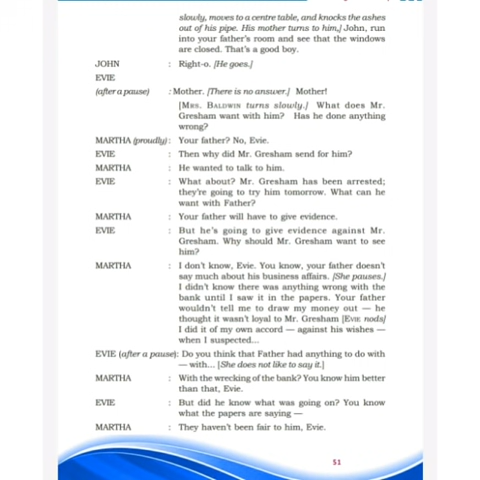 slowly, moves to a centre table, and knocks the ashes
out of his pipe. His mother turns to him.] John, run
into your father's room and see that the windows
are closed. That's a good boy.
JOHN : Right-o. [He goes.]
EVIE
(after a pause) : Mother. [There is no answer.] Mother!
[MRS. BALDWIN turns slowly.] What does Mr.
Gresham want with him? Has he done anything
wrong?
MARTHA (proudly) : Your father? No, Evie.
EVIE : Then why did Mr. Gresham send for him?
MARTHA : He wanted to talk to him.
EVIE : What about? Mr. Gresham has been arrested;
they're going to try him tomorrow. What can he
want with Father?
MARTHA : Your father will have to give evidence.
EVIE : But he's going to give evidence against Mr.
Gresham. Why should Mr. Gresham want to see
him?
MARTHA : I don't know, Evie. You know, your father doesn't
say much about his business affairs. [She pauses.]
I didn't know there was anything wrong with the
bank until I saw it in the papers. Your father
wouldn't tell me to draw my money out — he
thought it wasn't loyal to Mr. Gresham [EVIE nods]
I did it of my own accord — against his wishes —
when I suspected...
EVIE (after a pause): Do you think that Father had anything to do with
— with... [She does not like to say it.]
MARTHA : With the wrecking of the bank? You know him better
than that, Evie.
EVIE : But did he know what was going on? You know
what the papers are saying —
MARTHA : They haven't been fair to him, Evie.
51